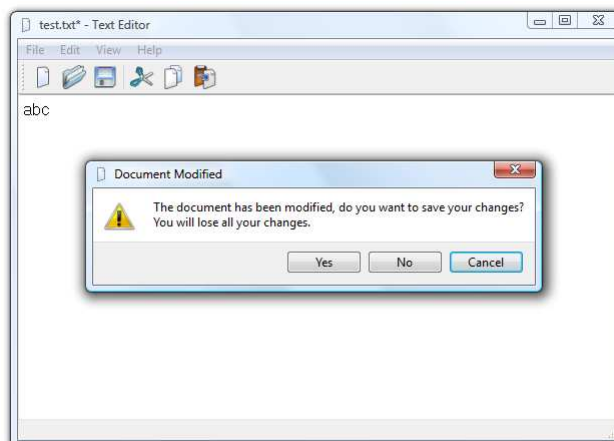 test.txt* - Text Editor
File Edit View Help
abc
Document Modified
The document has been modified, do you want to save your changes?
You will lose all your changes.
Yes No Cancel